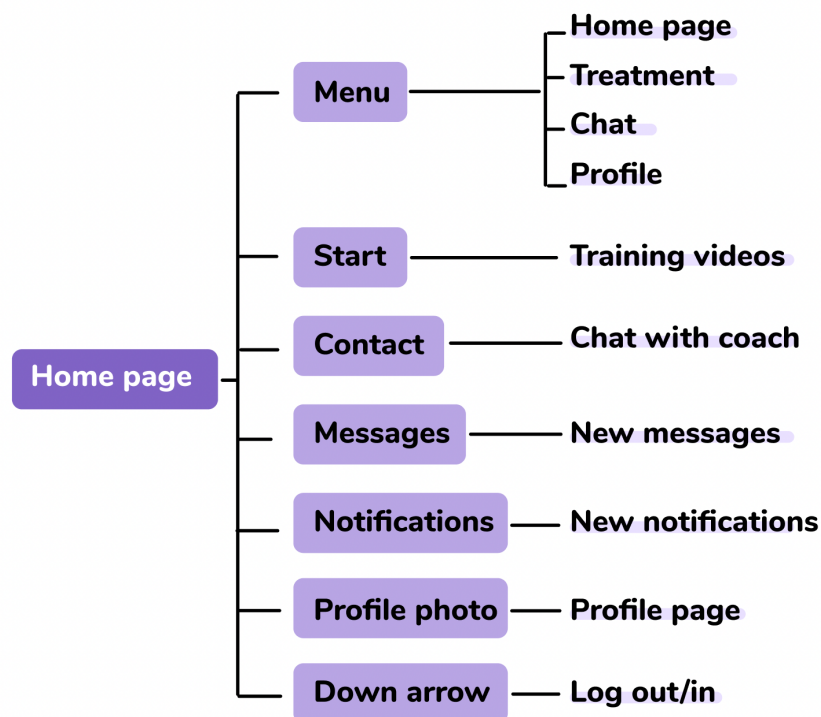 Home page
Menu
Home page
Treatment
Chat
Profile
Start
Training videos
Contact
Chat with coach
Messages
New messages
Notifications
New notifications
Profile photo
Profile page
Down arrow
Log out/in